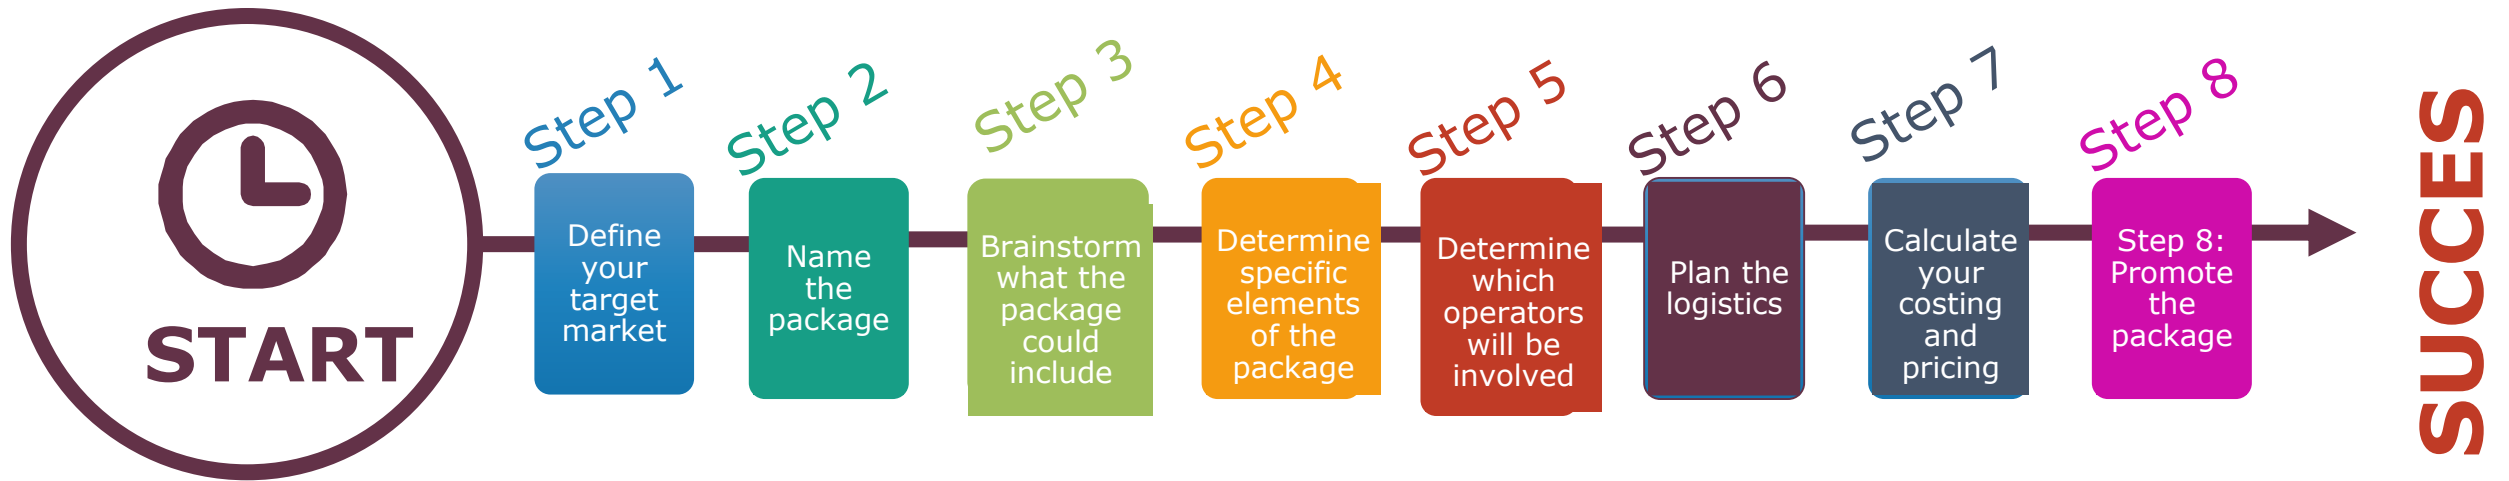 START
Step 1
Define
your
target
market
Step 2
Name
the
package
Step 3
Brainstorm
what the
package
could
include
Step 4
Determine
specific
elements
of the
package
Step 5
Determine
which
operators
will be
involved
Step 6
Plan the
logistics
Step 7
Calculate
your
costing
and
pricing
Step 8
Step 8:
Promote
the
package
SUCCES